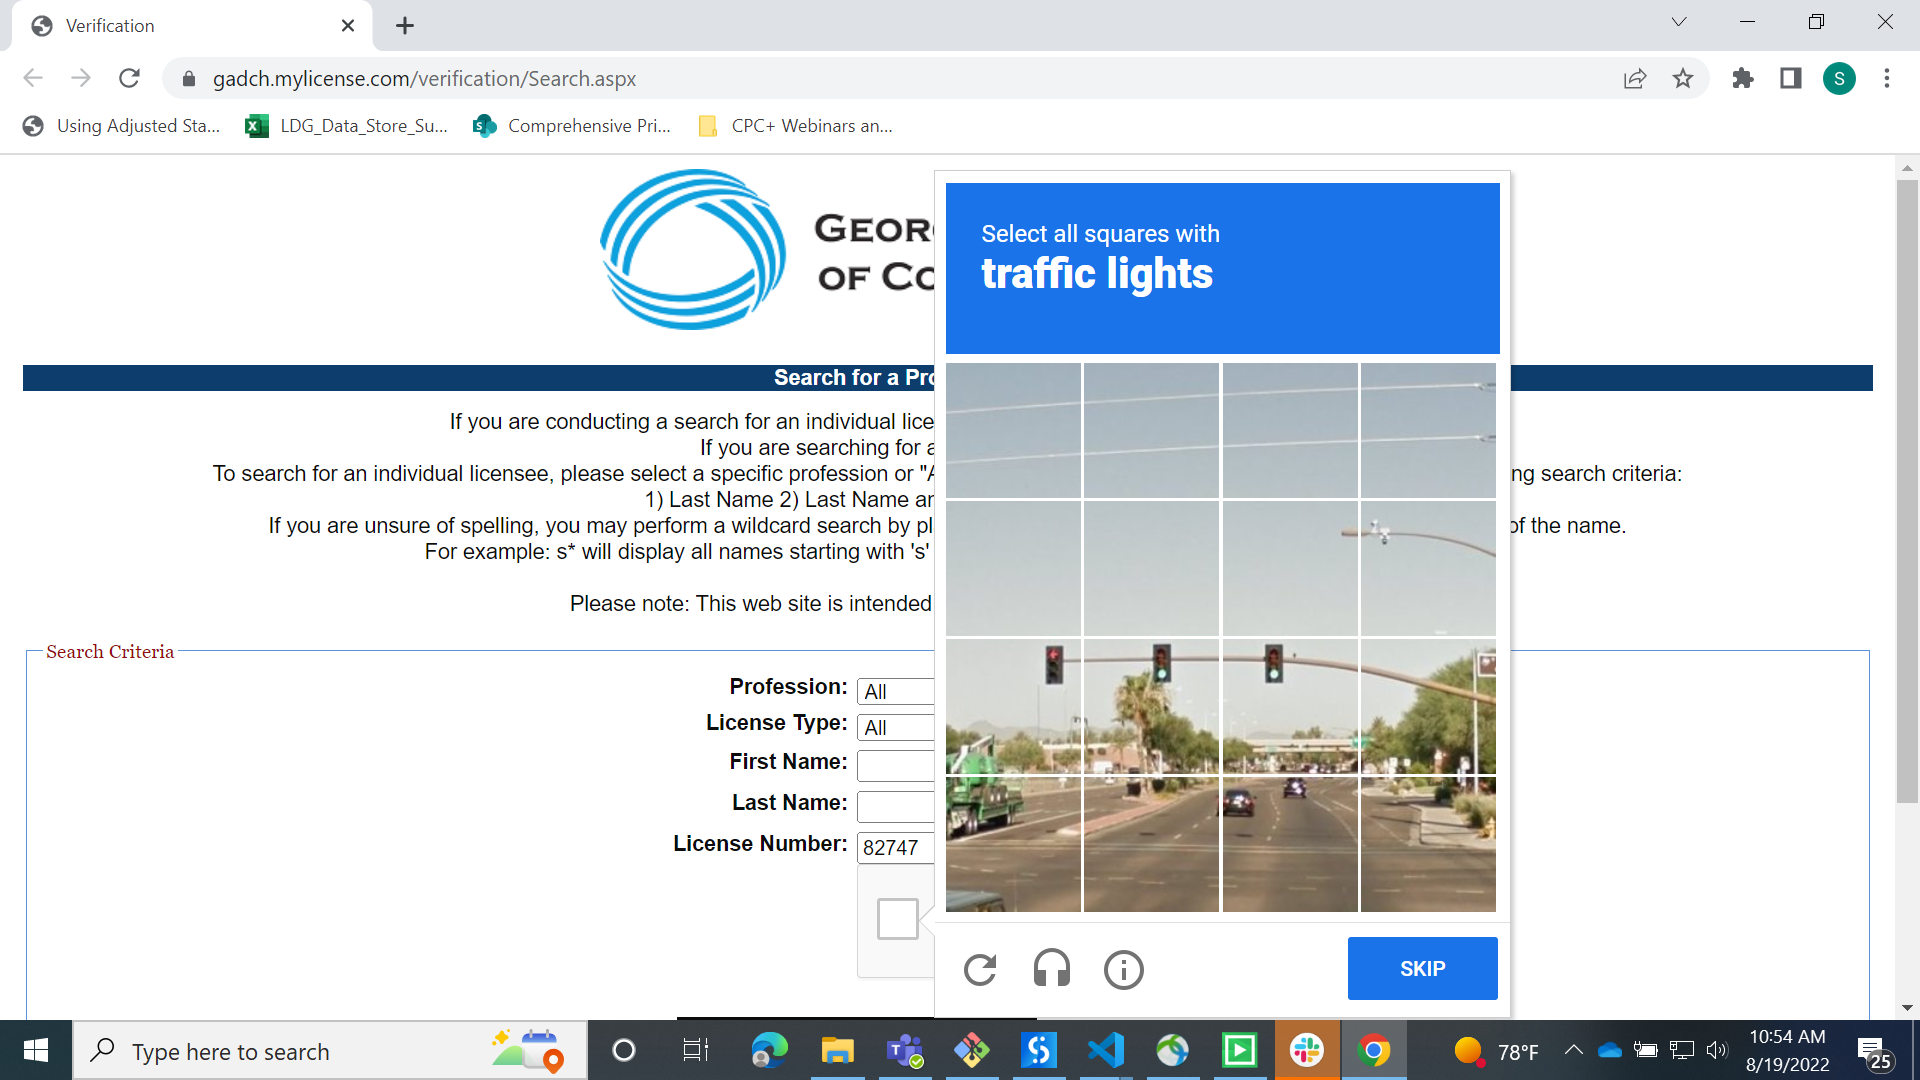 Verification
gadch.mylicense.com/verification/Search.aspx
S
Using Adjusted Sta...
LDG_Data_Store_Su...
Comprehensive Pri...
CPC+ Webinars an...
GEOR
OF CO
Select all squares with
traffic lights
Search for a Pro
If you are conducting a search for an individual lice
If you are searching for a
To search for an individual licensee, please select a specific profession or "A
ng search criteria:
1) Last Name 2) Last Name an
If you are unsure of spelling, you may perform a wildcard search by pl
of the name.
For example: s* will display all names starting with 's'
Please note: This web site is intended
Search Criteria
Profession:
All
License Type:
All
First Name:
Last Name:
License Number:
82747
SKIP
Type here to search
78°F
10:54 AM
8/19/2022
25